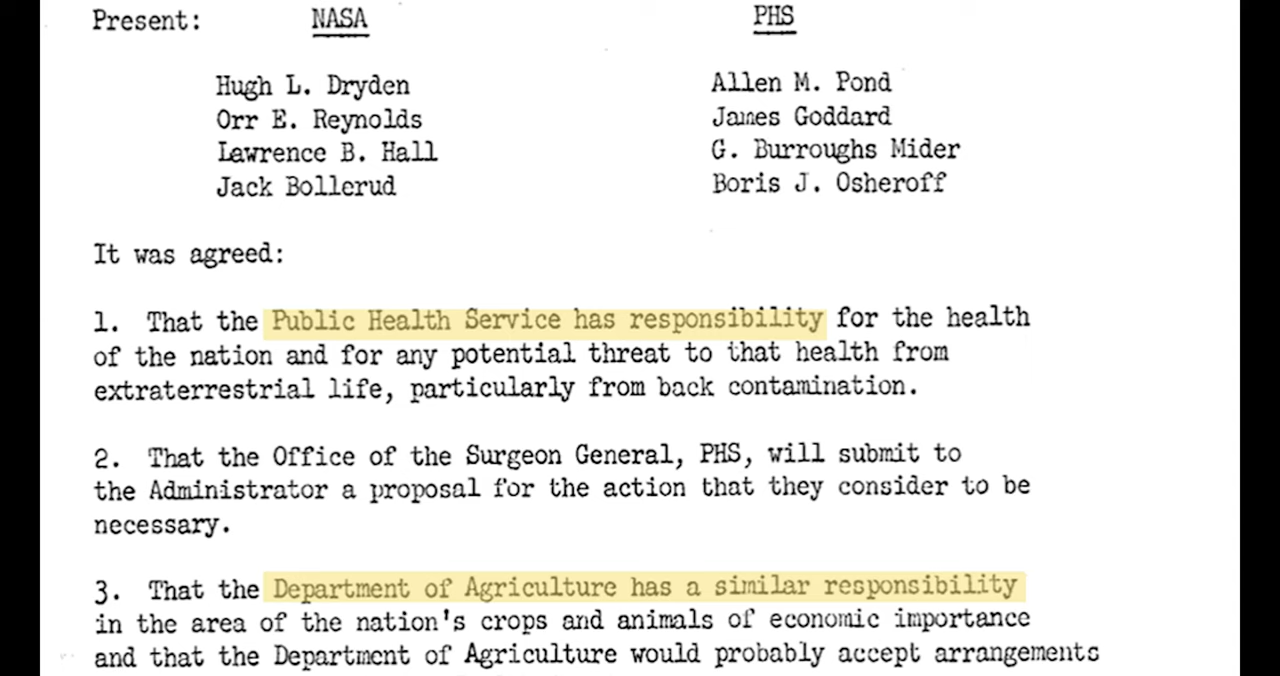 Present: NASA PHS
Hugh L. Dryden Allen M. Pond
Orr E. Reynolds James Goddard
Lawrence B. Hall G. Burroughs Mider
Jack Bollerud Boris J. Osheroff
It was agreed:
1. That the Public Health Service has responsibility for the health
of the nation and for any potential threat to that health from
extraterrestrial life, particularly from back contamination.
2. That the Office of the Surgeon General, PHS, will submit to
the Administrator a proposal for the action that they consider to be
necessary.
3. That the Department of Agriculture has a similar responsibility
in the area of the nation's crops and animals of economic importance
and that the Department of Agriculture would probably accept arrangements